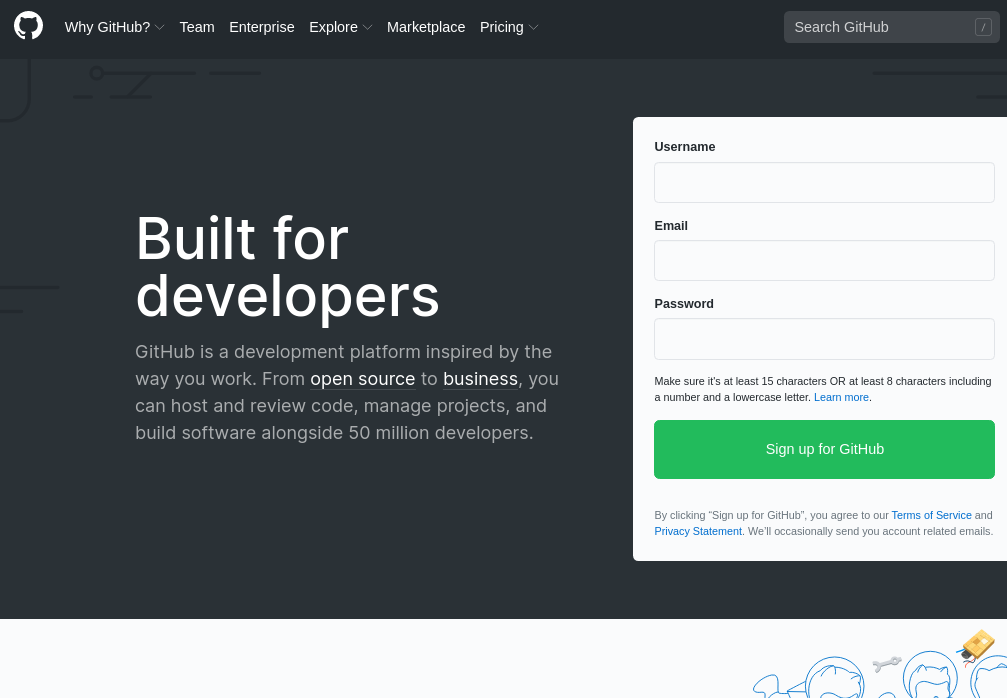 Why GitHub? Team Enterprise Explore Marketplace Pricing Search GitHub /
Built for
developers
GitHub is a development platform inspired by the
way you work. From open source to business, you
can host and review code, manage projects, and
build software alongside 50 million developers.
Username
Email
Password
Make sure it's at least 15 characters OR at least 8 characters including
a number and a lowercase letter. Learn more.
Sign up for GitHub
By clicking “Sign up for GitHub”, you agree to our Terms of Service and
Privacy Statement. We’ll occasionally send you account related emails.